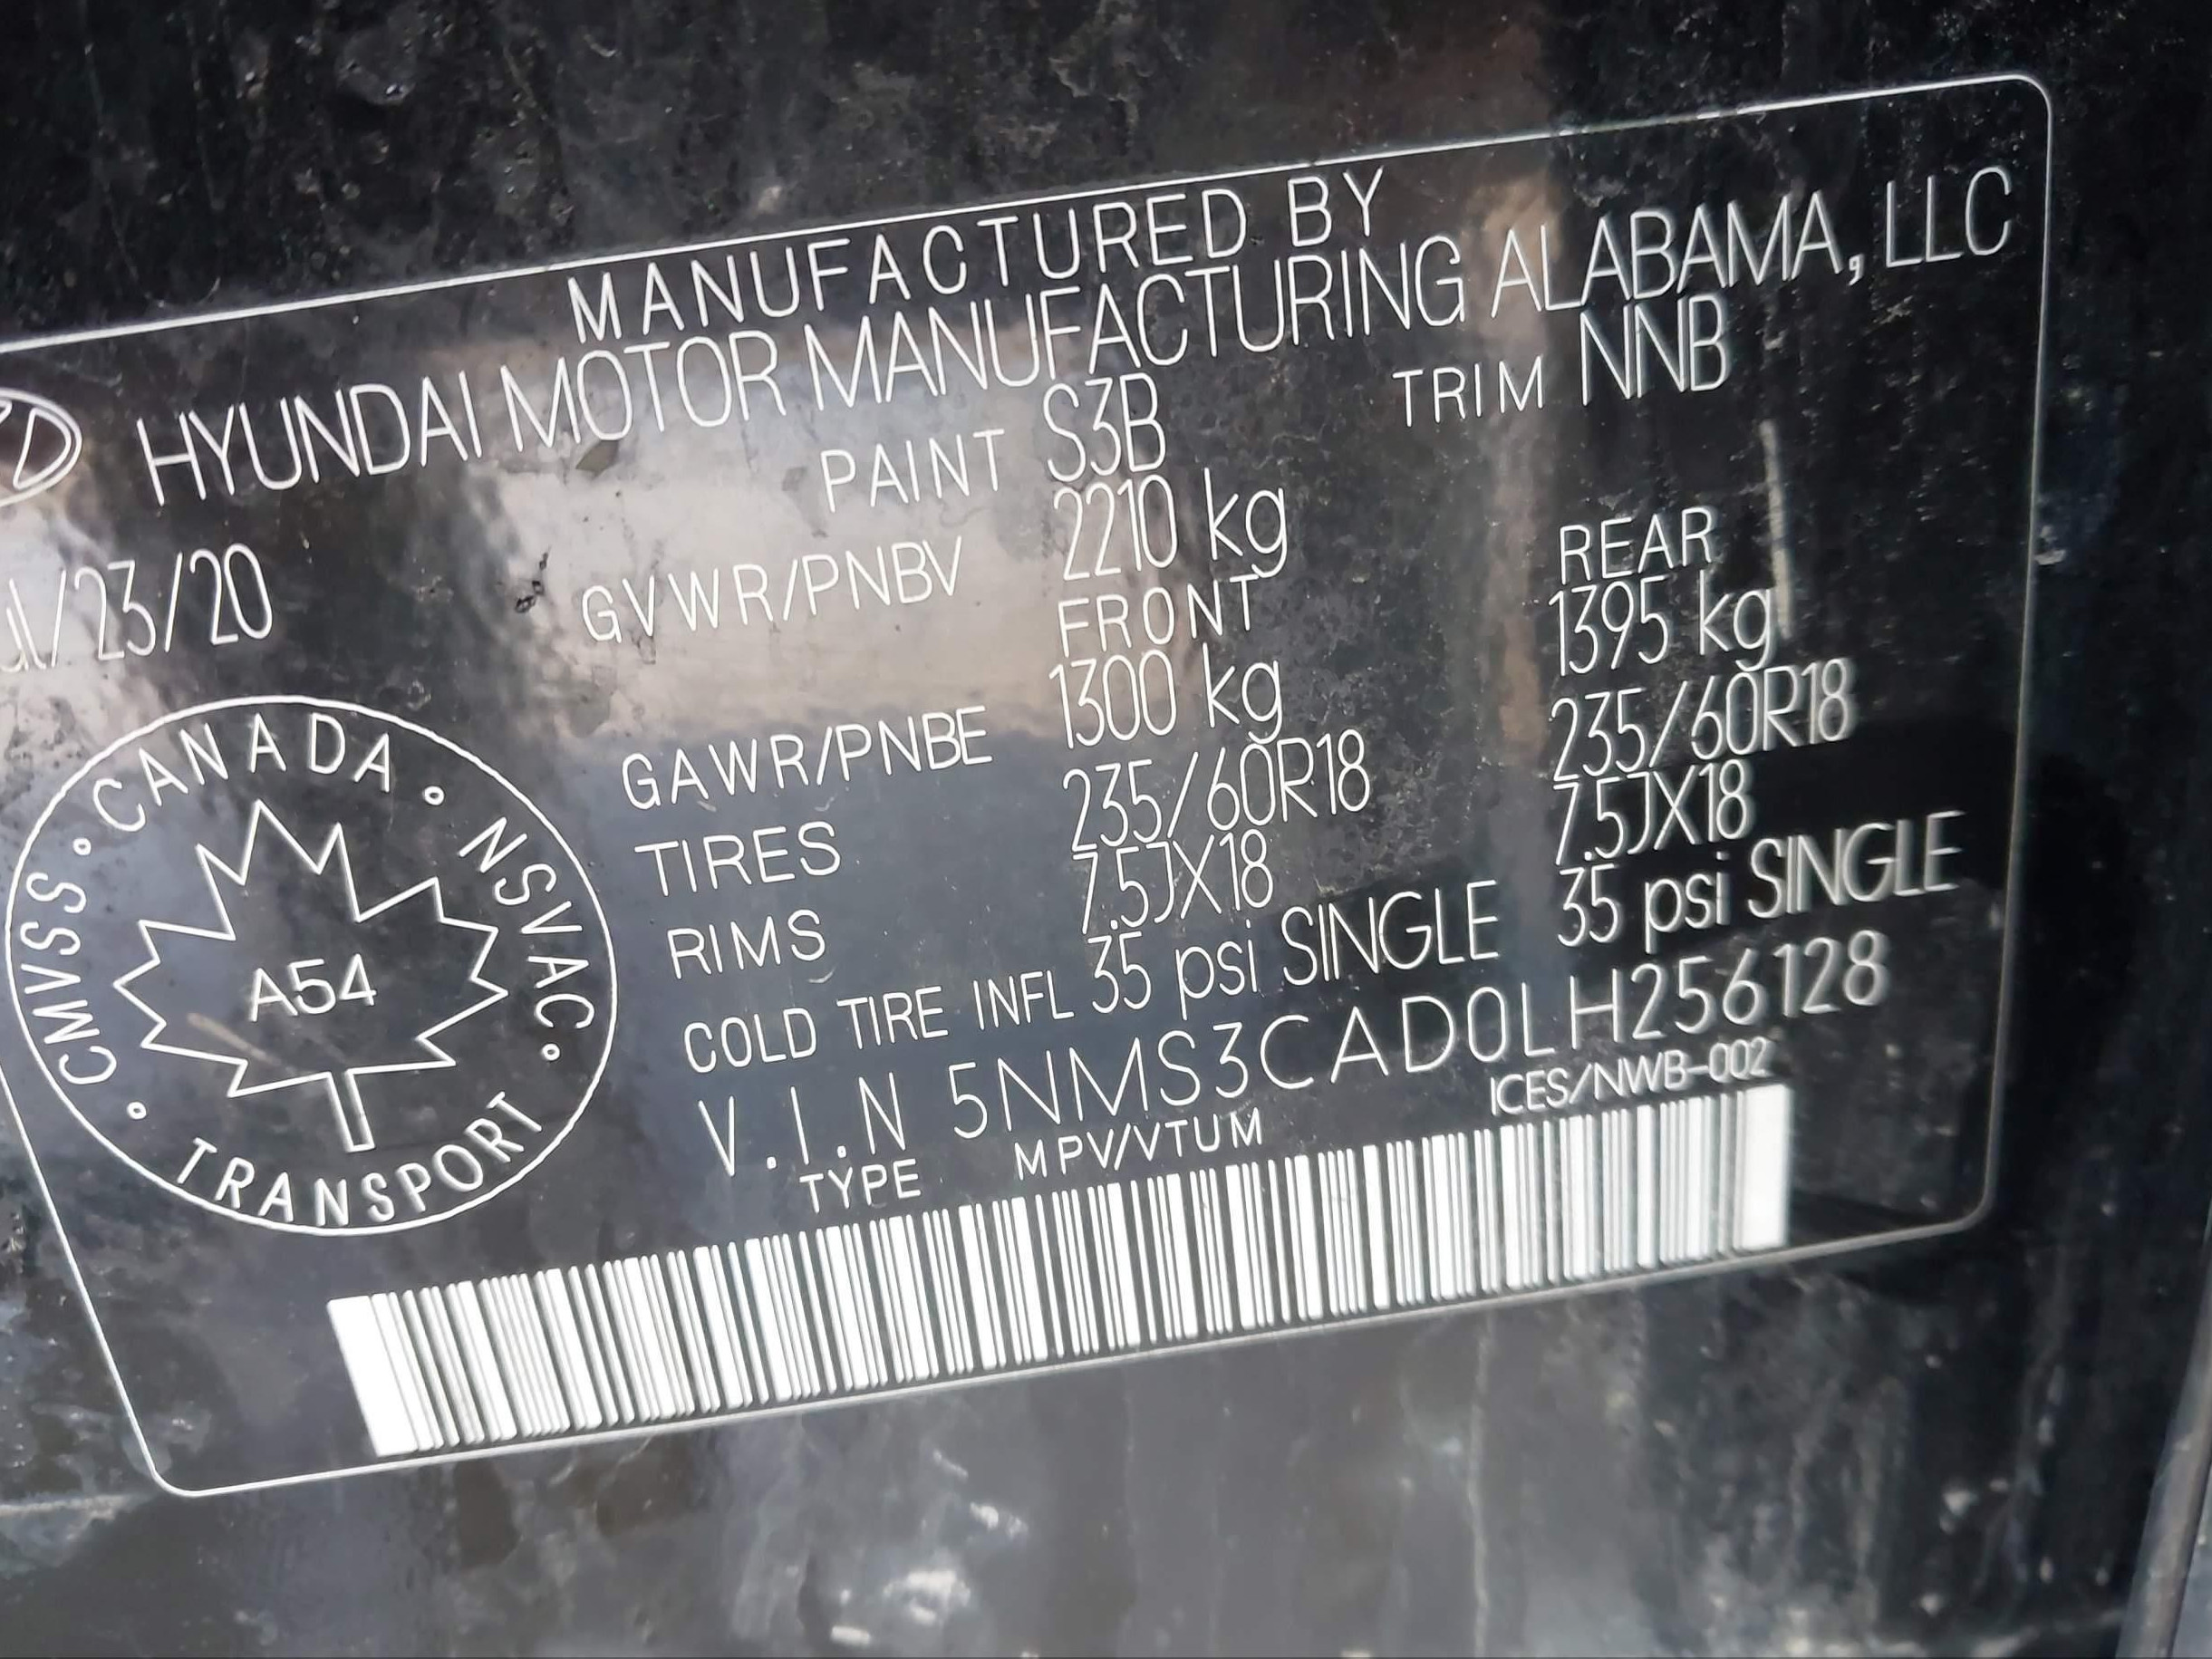 MANUFACTURED BY
HYUNDAI MOTOR MANUFACTURING ALABAMA, LLC
PAINT S3B TRIM NNB
/23/20 GVWR/PNBV 2210 kg
FRONT REAR
GAWR/PNBE 1300 kg 1395 kg
TIRES 235/60R18 235/60R18
RIMS 7.5JX18 7.5JX18
COLD TIRE INFL 35 psi SINGLE 35 psi SINGLE
V.I.N 5NMS3CAD0LH256128
TYPE MPV/VTUM ICES/NWB-002
CMVSS · CANADA · NSVAC · TRANSPORT ·
A54